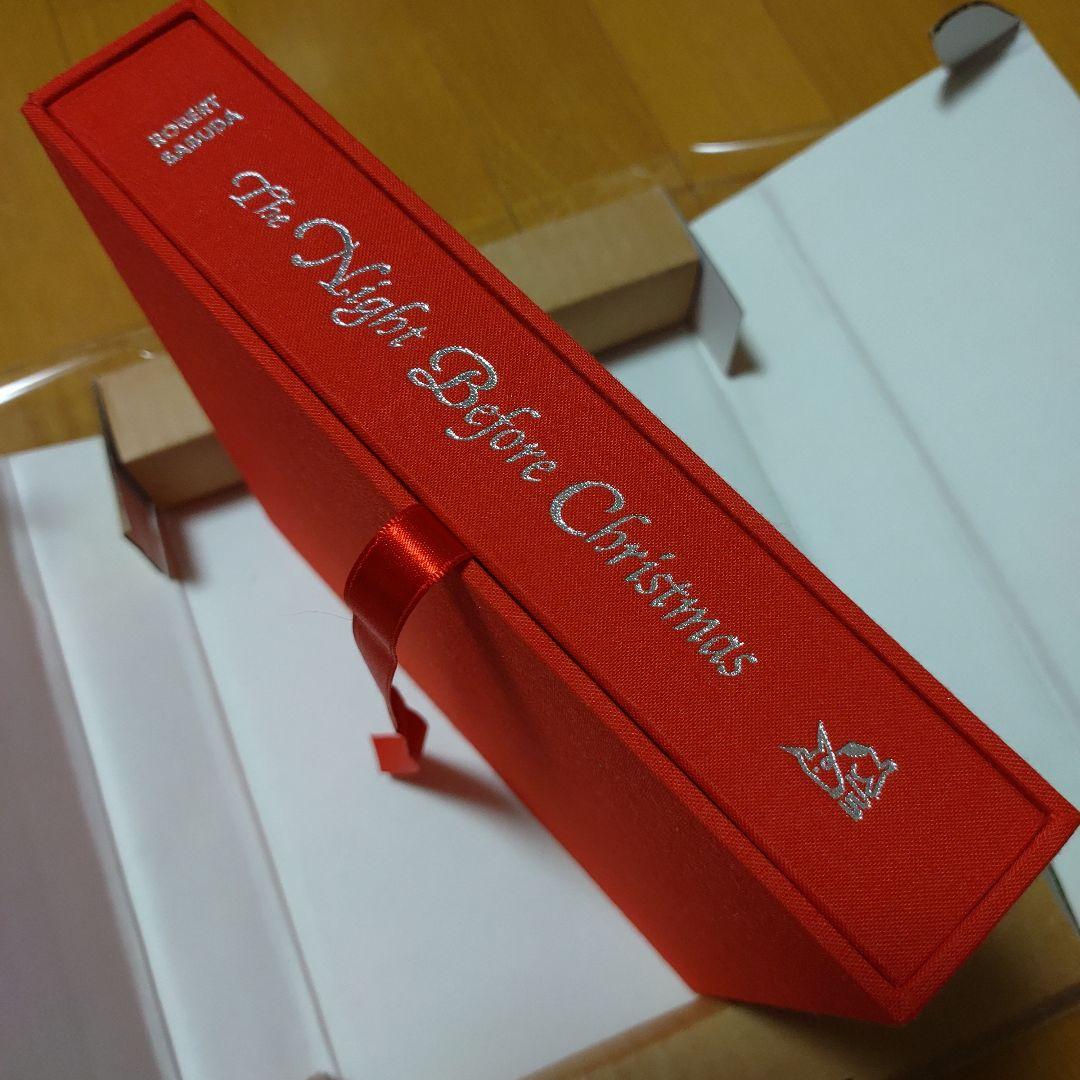 ROBERT
SABUDA
The Night Before Christmas